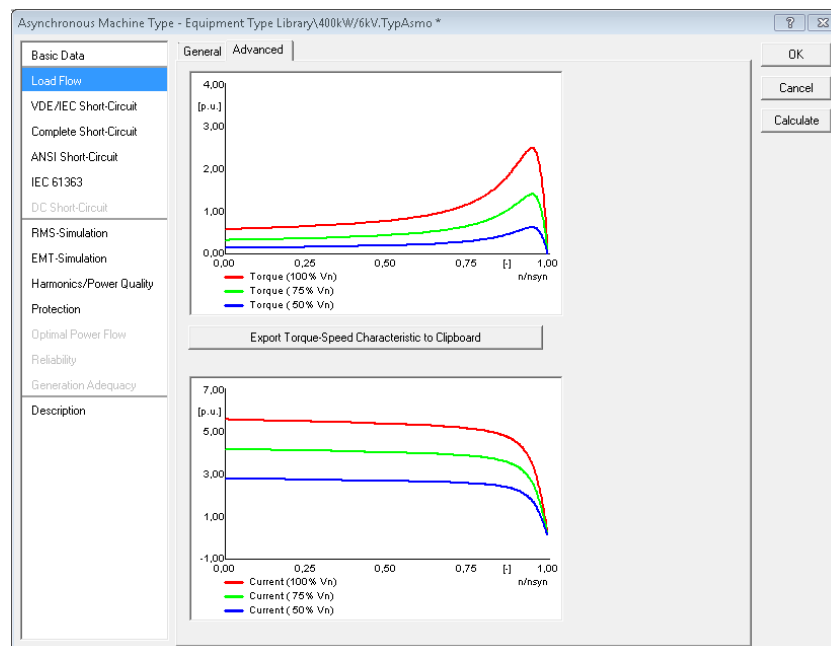 Asynchronous Machine Type - Equipment Type Library\400kW/6kV.TypAsmo *
Basic Data
Load Flow
VDE/IEC Short-Circuit
Complete Short-Circuit
ANSI Short-Circuit
IEC 61363
DC Short-Circuit
RMS-Simulation
EMT-Simulation
Harmonics/Power Quality
Protection
Optimal Power Flow
Reliability
Generation Adequacy
Description
General Advanced
4,00
[p.u.]
3,00
2,00
1,00
0,00
0,00 0,25 0,50 0,75 [-] 1,00
n/nsyn
Torque (100% Vn)
Torque ( 75% Vn)
Torque ( 50% Vn)
Export Torque-Speed Characteristic to Clipboard
7,00
[p.u.]
5,00
3,00
1,00
-1,00
0,00 0,25 0,50 0,75 [-] 1,00
n/nsyn
Current (100% Vn)
Current ( 75% Vn)
Current ( 50% Vn)
?
OK
Cancel
Calculate